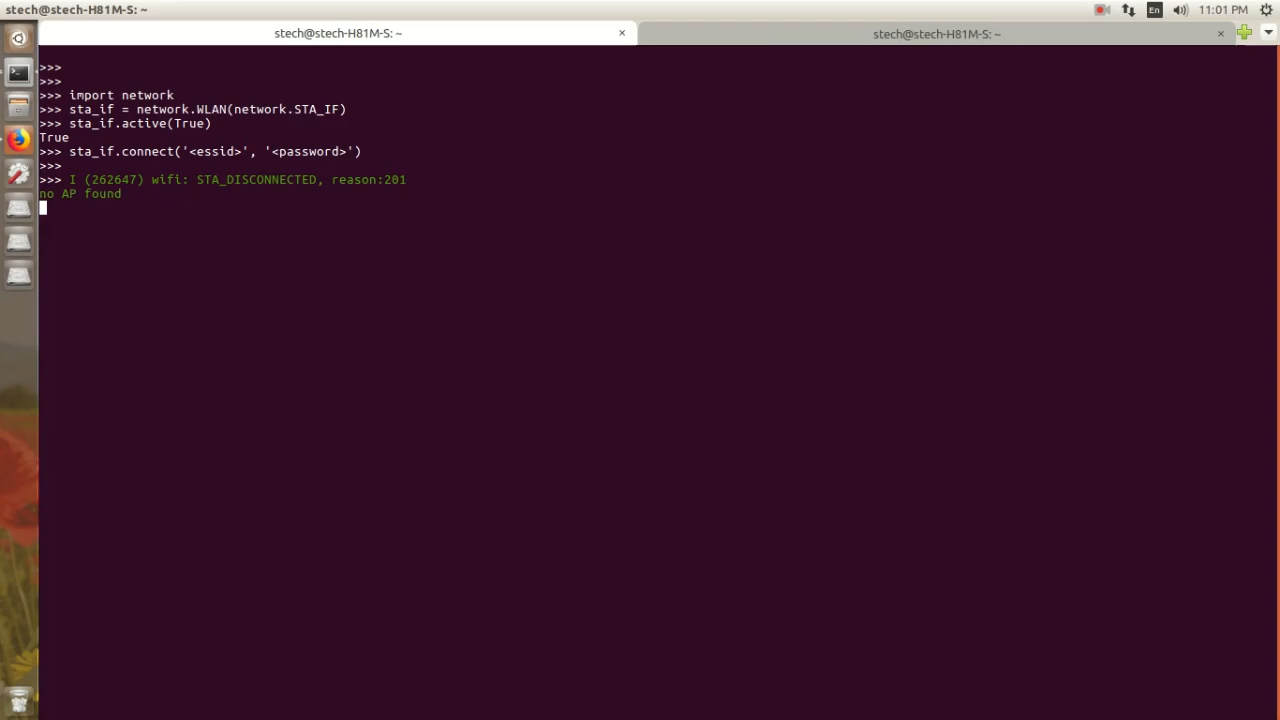 stech@stech-H81M-S: ~
En
11:01 PM
stech@stech-H81M-S: ~ ×
stech@stech-H81M-S: ~ ×
>>>
>>>
>>> import network
>>> sta_if = network.WLAN(network.STA_IF)
>>> sta_if.active(True)
True
>>> sta_if.connect('<essid>', '<password>')
>>>
>>> I (262647) wifi: STA_DISCONNECTED, reason:201
no AP found